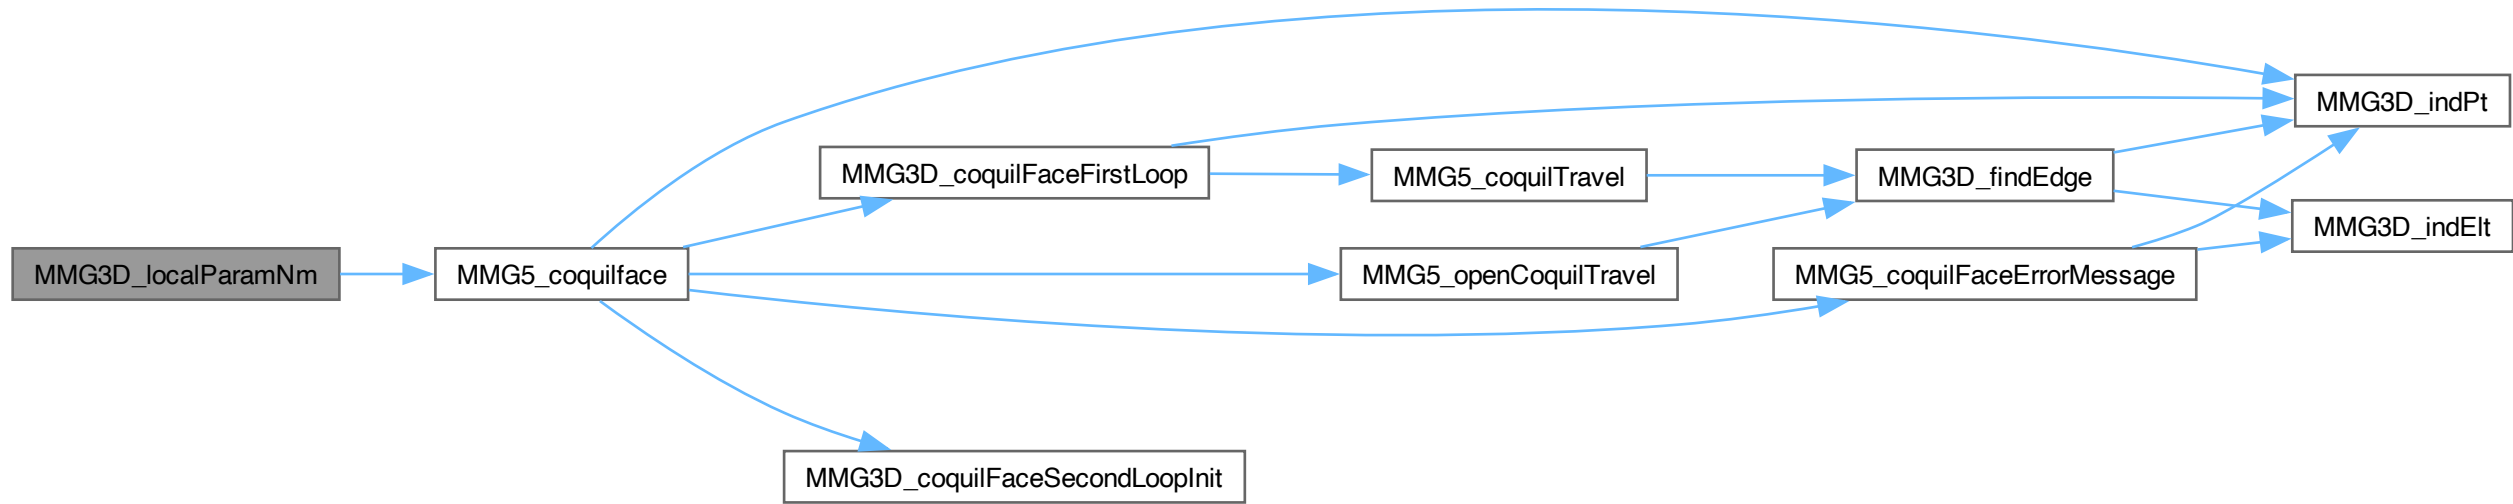 MMG3D_localParamNm
MMG5_coquilface
MMG3D_coquilFaceFirstLoop
MMG3D_coquilFaceSecondLoopInit
MMG5_coquilTravel
MMG5_openCoquilTravel
MMG3D_findEdge
MMG5_coquilFaceErrorMessage
MMG3D_indPt
MMG3D_indElt